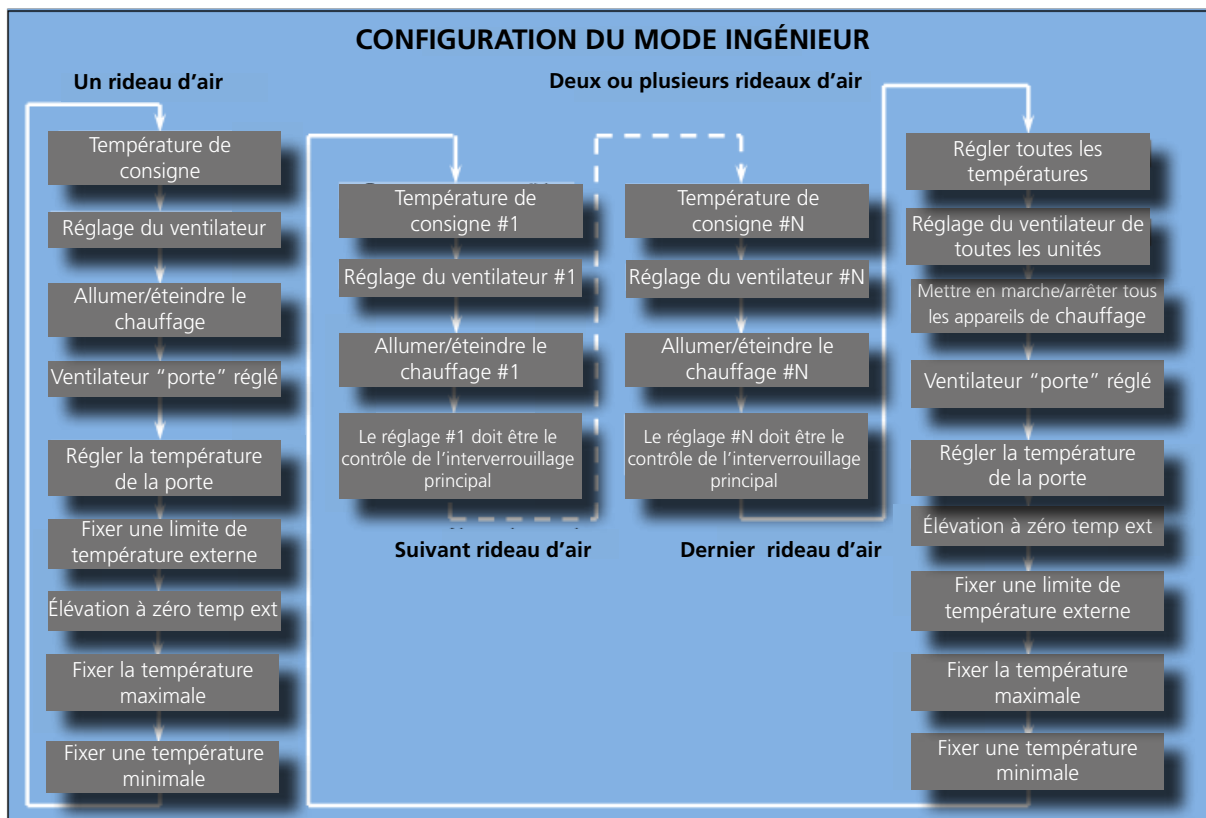 CONFIGURATION DU MODE INGÉNIEUR
Un rideau d’air
Température de
consigne
Réglage du ventilateur
Allumer/éteindre le
chauffage
Ventilateur “porte” réglé
Régler la température
de la porte
Fixer une limite de
température externe
Élévation à zéro temp ext
Fixer la température
maximale
Fixer une température
minimale
Deux ou plusieurs rideaux d’air
Température de
consigne #1
Réglage du ventilateur #1
Allumer/éteindre le
chauffage #1
Le réglage #1 doit être le
contrôle de l’interverrouillage
principal
Suivant rideau d’air
Température de
consigne #N
Réglage du ventilateur #N
Allumer/éteindre le
chauffage #N
Le réglage #N doit être le
contrôle de l’interverrouillage
principal
Dernier rideau d’air
Régler toutes les
températures
Réglage du ventilateur de
toutes les unités
Mettre en marche/arrêter tous
les appareils de chauffage
Ventilateur “porte” réglé
Régler la température
de la porte
Élévation à zéro temp ext
Fixer une limite de
température externe
Fixer la température
maximale
Fixer une température
minimale